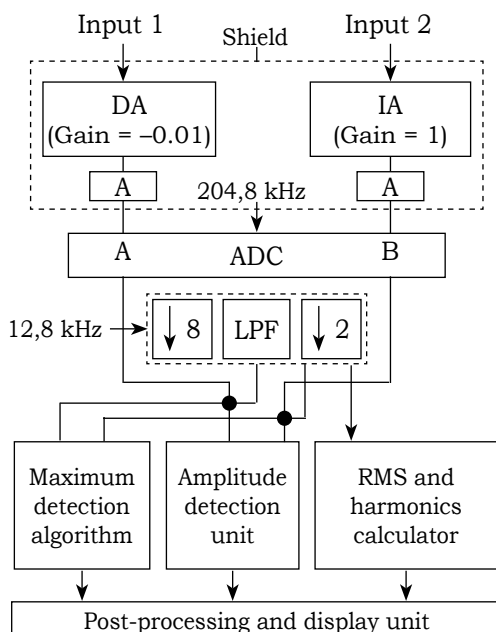 Input 1
Shield
Input 2
DA
(Gain = –0.01)
IA
(Gain = 1)
A
A
204,8 kHz
A
ADC
B
12,8 kHz
↓ 8
LPF
↓ 2
Maximum
detection
algorithm
Amplitude
detection
unit
RMS and
harmonics
calculator
Post-processing and display unit